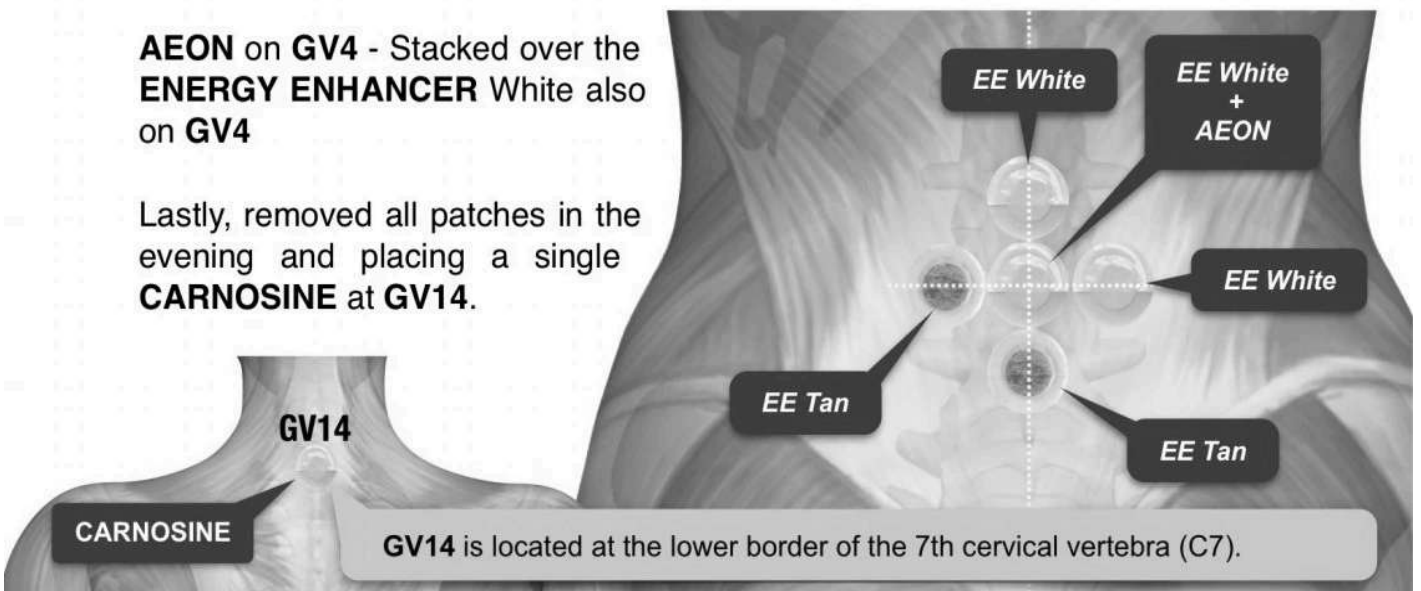 AEON on GV4 - Stacked over the
ENERGY ENHANCER White also
on GV4
Lastly, removed all patches in the
evening and placing a single
CARNOSINE at GV14.
EE White
EE White
+
AEON
EE White
EE Tan
EE Tan
GV14
CARNOSINE
GV14 is located at the lower border of the 7th cervical vertebra (C7).